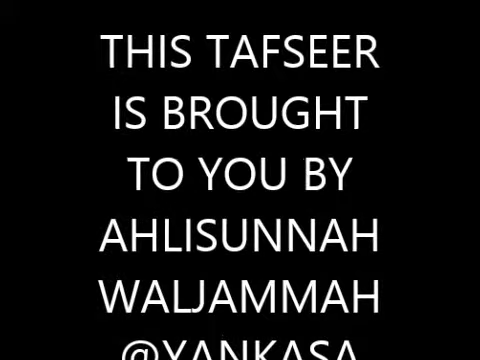 THIS TAFSEER
IS BROUGHT
TO YOU BY
AHLISUNNAH
WALJAMMAH
@YANKASA